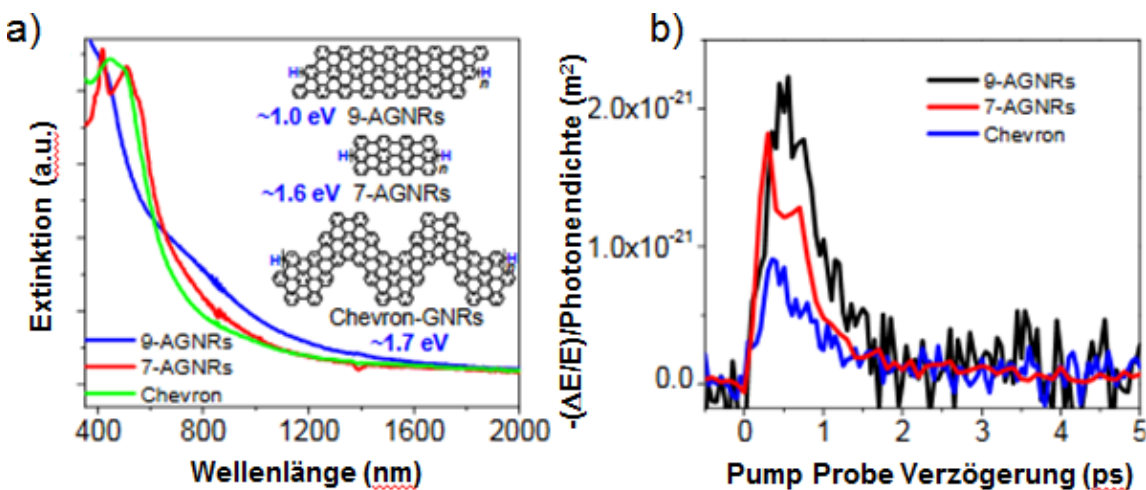 a)
Extinktion (a.u.)
H
H
n
~1.0 eV 9-AGNRs
H
H
n
~1.6 eV 7-AGNRs
H
H
Chevron-GNRs
~1.7 eV
9-AGNRs
7-AGNRs
Chevron
400 800 1200 1600 2000
Wellenlänge (nm)
b)
-(ΔE/E)/Photonendichte (m²)
9-AGNRs
7-AGNRs
Chevron
2.0x10⁻²¹
1.0x10⁻²¹
0.0
0 1 2 3 4 5
Pump Probe Verzögerung (ps)